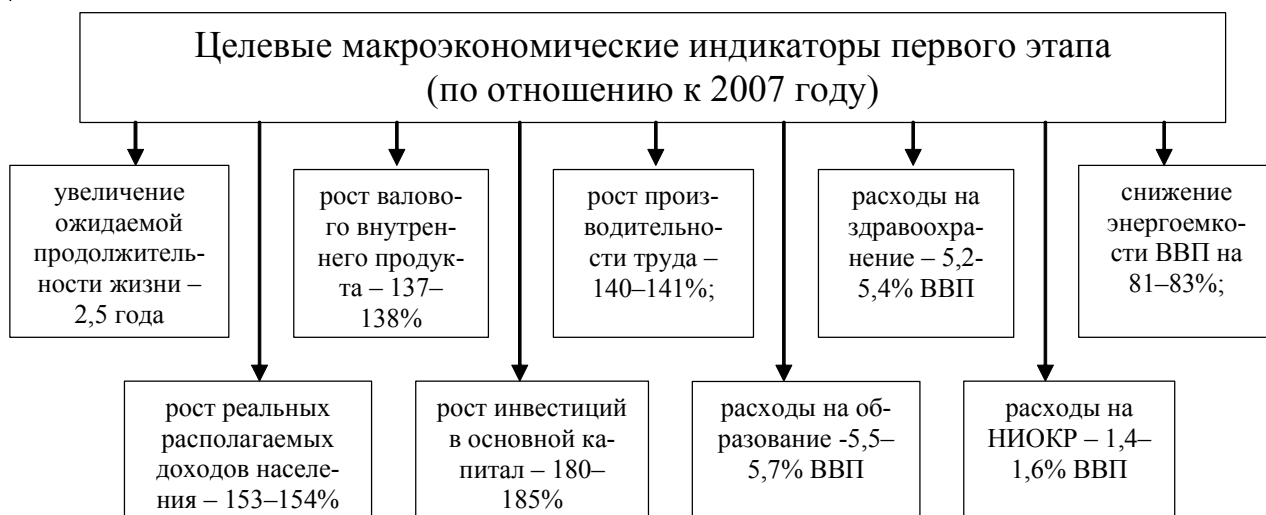 Целевые макроэкономические индикаторы первого этапа
(по отношению к 2007 году)
увеличение
ожидаемой
продолжитель-
ности жизни –
2,5 года
рост валово-
го внутрен-
него продук-
та – 137–
138%
рост произ-
водительно-
сти труда –
140–141%;
расходы на
здравоохра-
нение – 5,2-
5,4% ВВП
снижение
энергоемко-
сти ВВП на
81–83%;
рост реальных
располагаемых
доходов населе-
ния – 153–154%
рост инвестиций
в основной ка-
питал – 180–
185%
расходы на об-
разование -5,5–
5,7% ВВП
расходы на
НИОКР – 1,4–
1,6% ВВП